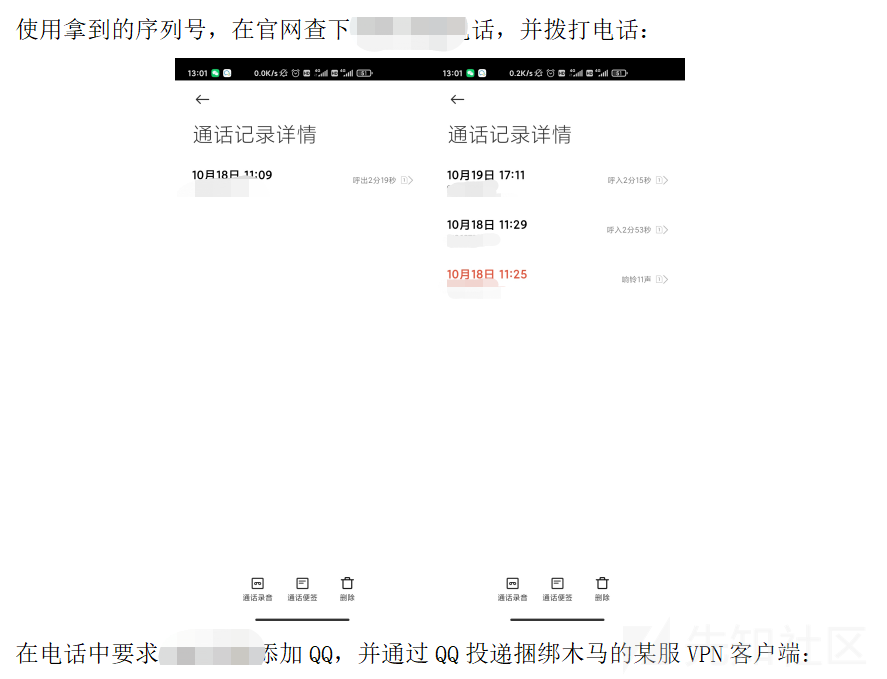 使用拿到的序列号，在官网查下 电话，并拨打电话：
13:01 0.0K/s 4G 4G 61
13:01 0.2K/s 4G 4G 61
通话记录详情
通话记录详情
10月18日 11:09
呼出2分19秒
10月19日 17:11
呼入2分15秒
10月18日 11:29
呼入2分53秒
10月18日 11:25
响铃11声
通话录音 通话便签 删除
通话录音 通话便签 删除
在电话中要求 添加 QQ，并通过 QQ 投递捆绑木马的某服 VPN 客户端：
先知社区